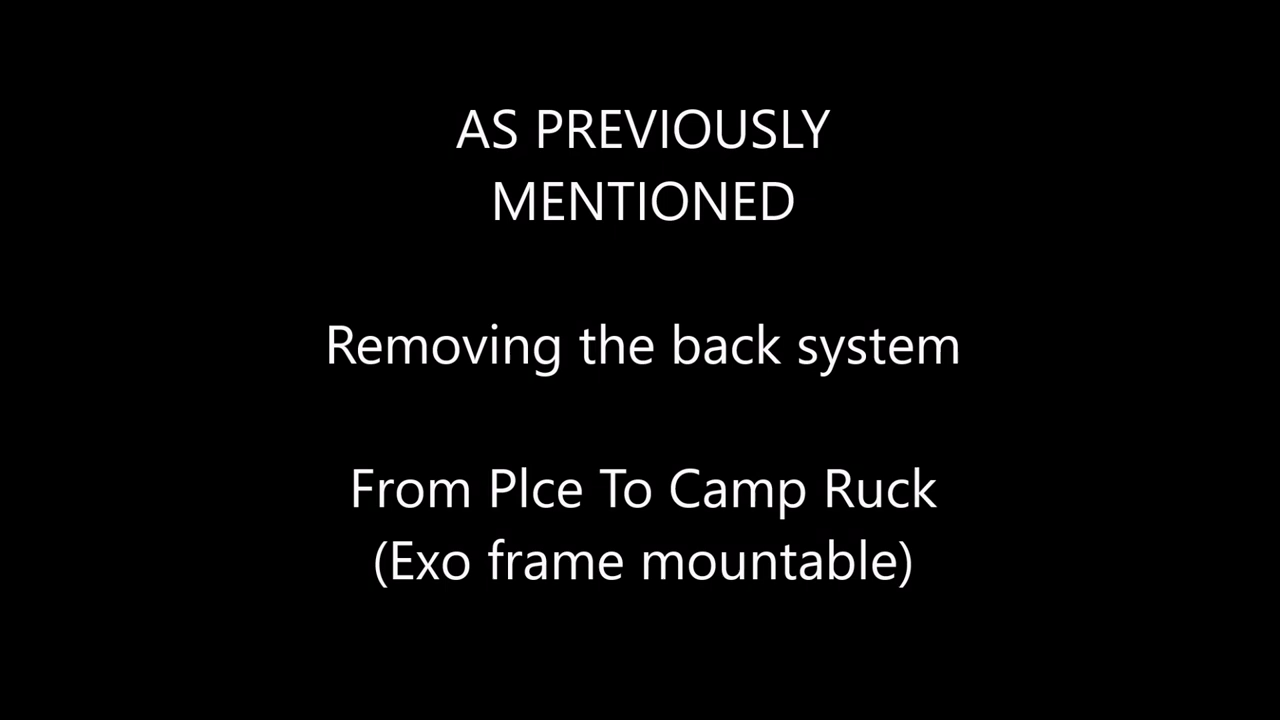 AS PREVIOUSLY
MENTIONED
Removing the back system
From Plce To Camp Ruck
(Exo frame mountable)